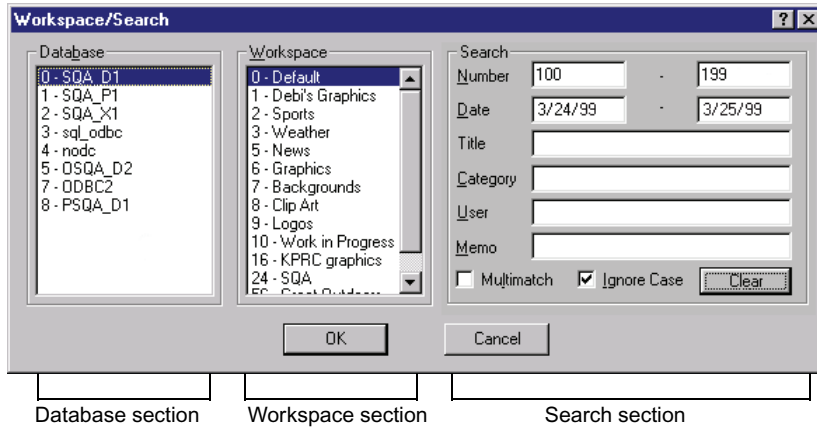 Workspace/Search
Database
0 - SQA_D1
1 - SQA_P1
2 - SQA_X1
3 - sql_odbc
4 - nodc
5 - OSQA_D2
7 - ODBC2
8 - PSQA_D1
Workspace
0 - Default
1 - Debi's Graphics
2 - Sports
3 - Weather
5 - News
6 - Graphics
7 - Backgrounds
8 - Clip Art
9 - Logos
10 - Work in Progress
16 - KPRC graphics
24 - SQA
Search
Number 100 - 199
Date 3/24/99 - 3/25/99
Title
Category
User
Memo
Multimatch Ignore Case Clear
OK Cancel
Database section Workspace section Search section